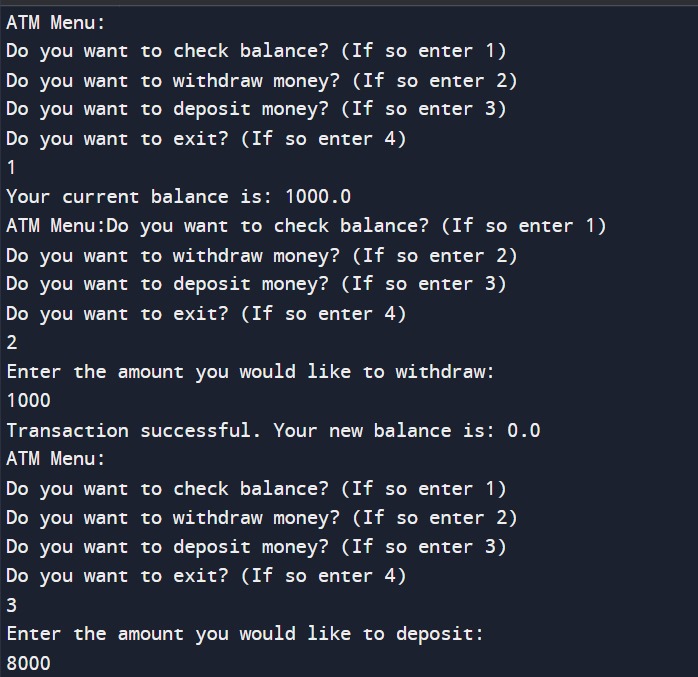 ATM Menu:
Do you want to check balance? (If so enter 1)
Do you want to withdraw money? (If so enter 2)
Do you want to deposit money? (If so enter 3)
Do you want to exit? (If so enter 4)
1
Your current balance is: 1000.0
ATM Menu:Do you want to check balance? (If so enter 1)
Do you want to withdraw money? (If so enter 2)
Do you want to deposit money? (If so enter 3)
Do you want to exit? (If so enter 4)
2
Enter the amount you would like to withdraw:
1000
Transaction successful. Your new balance is: 0.0
ATM Menu:
Do you want to check balance? (If so enter 1)
Do you want to withdraw money? (If so enter 2)
Do you want to deposit money? (If so enter 3)
Do you want to exit? (If so enter 4)
3
Enter the amount you would like to deposit:
8000